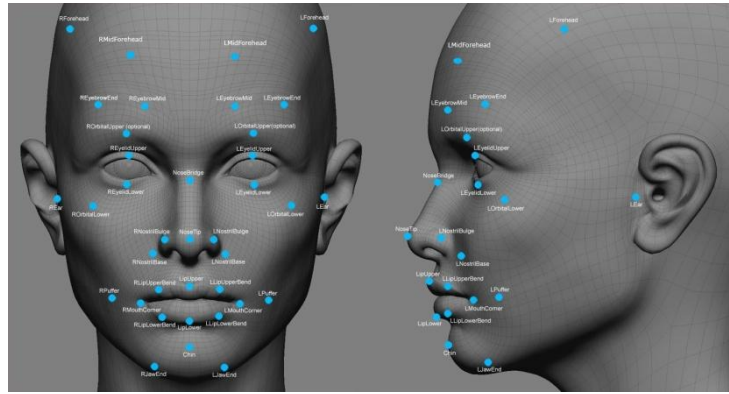 RForehead
LForehead
RMidForehead
LMidForehead
REyebrowEnd
REyebrowMid
LEyebrowMid
LEyebrowEnd
ROrbitalUpper (optional)
LOrbitalUpper(optional)
REyelidUpper
LEyelidUpper
NoseBridge
REyelidLower
LEyelidLower
REar
LEar
ROrbitalLower
LOrbitalLower
RNostrilBulge
NoseTip
LNostrilBulge
RNostrilBase
LNostrilBase
LipUpper
RLipUpperBend
LLipUpperBend
RPuffer
LPuffer
RMouthCorner
LMouthCorner
RLipLowerBend
LipLower
LLipLowerBend
Chin
RJawEnd
LJawEnd
LForehead
LMidForehead
LEyebrowMid
LEyebrowEnd
LOrbitalUpper(optional)
LEyelidUpper
NoseBridge
LEyelidLower
LOrbitalLower
LEar
NoseTip
LNostrilBulge
LNostrilBase
LipUpper
LLipUpperBend
LPuffer
LMouthCorner
LipLower
LLipLowerBend
Chin
LJawEnd